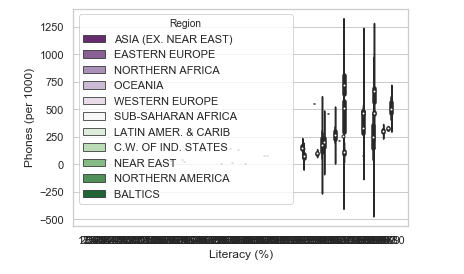 Region
ASIA (EX. NEAR EAST)
EASTERN EUROPE
NORTHERN AFRICA
OCEANIA
WESTERN EUROPE
SUB-SAHARAN AFRICA
LATIN AMER. & CARIB
C.W. OF IND. STATES
NEAR EAST
NORTHERN AMERICA
BALTICS
Phones (per 1000)
1250
1000
750
500
250
0
−250
−500
Literacy (%)